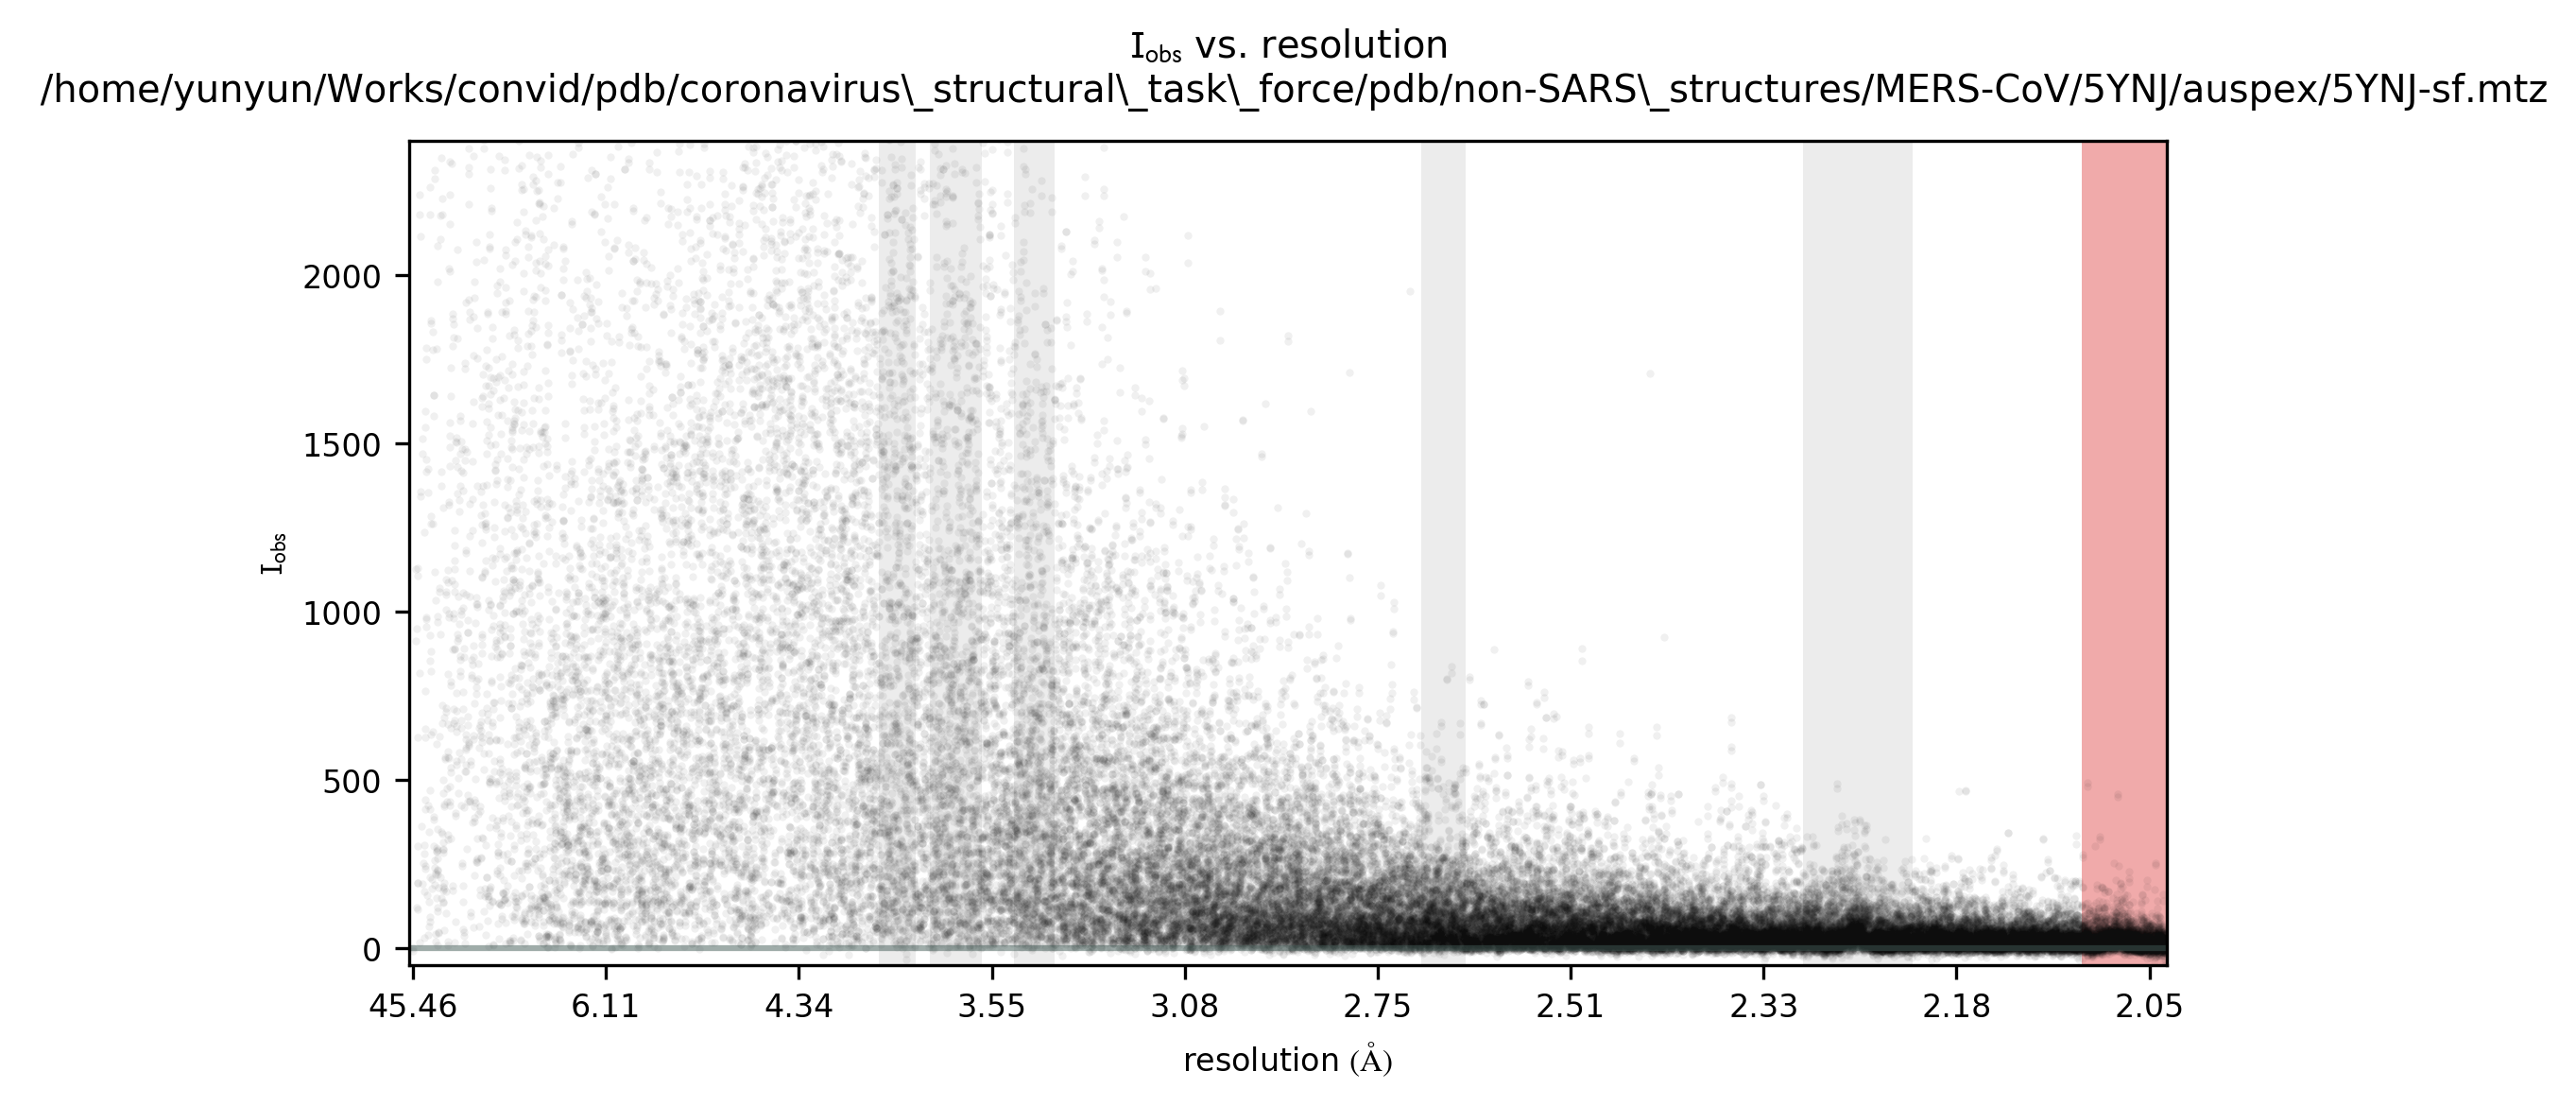 I_obs vs. resolution
/home/yunyun/Works/convid/pdb/coronavirus\_structural\_task\_force/pdb/non-SARS\_structures/MERS-CoV/5YNJ/auspex/5YNJ-sf.mtz
2000
1500
1000
500
0
I_obs
45.46 6.11 4.34 3.55 3.08 2.75 2.51 2.33 2.18 2.05
resolution (Å)